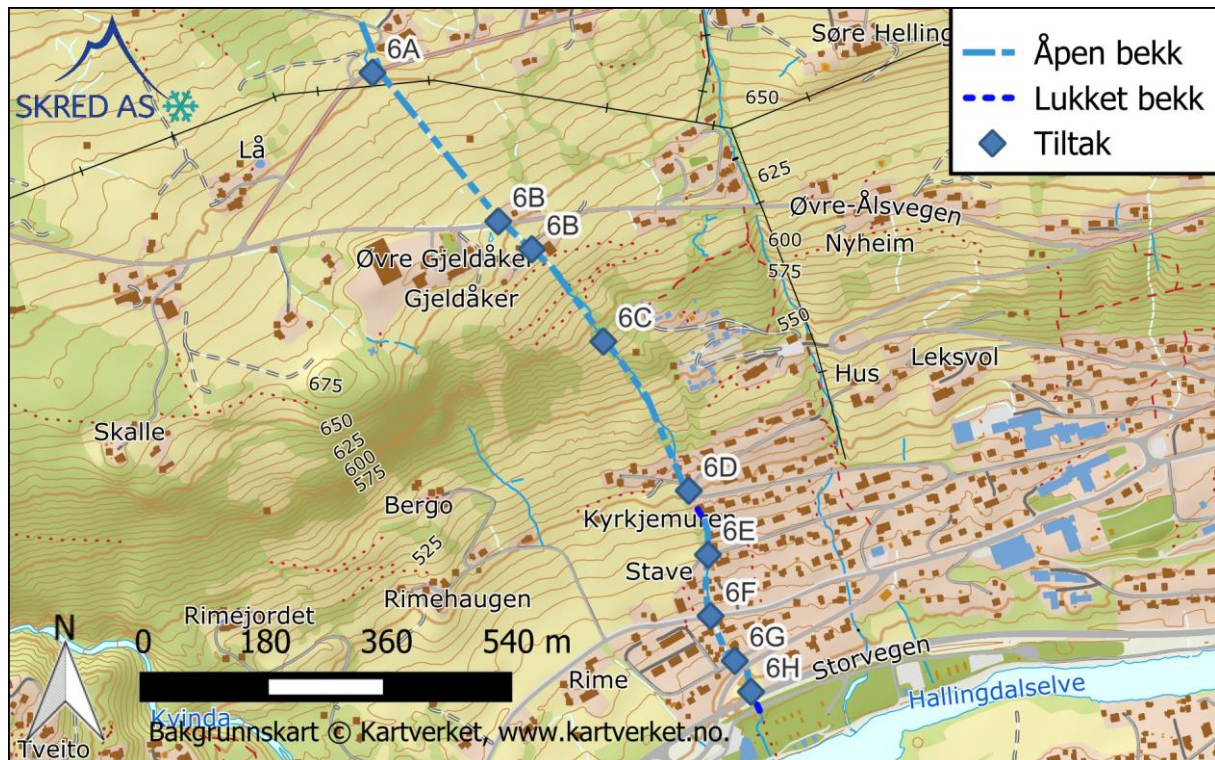 SKRED AS
6A
Søre Helling
650
Åpen bekk
Lukket bekk
Tiltak
Lå
625
6B
6B
Øvre-Ålsvegen
600
Nyheim
575
Øvre Gjeldåker
Gjeldåker
6C
550
Hus
Leksvol
675
650
625
600
575
Skalle
Bergo
6D
Kyrkjemuren
525
6E
Stave
Rimehaugen
6F
Rimejordet
N
0 180 360 540 m
6G
6H
Storvegen
Rime
Hallingdalselve
Kvinda
Bakgrunnskart © Kartverket, www.kartverket.no.
Tveito